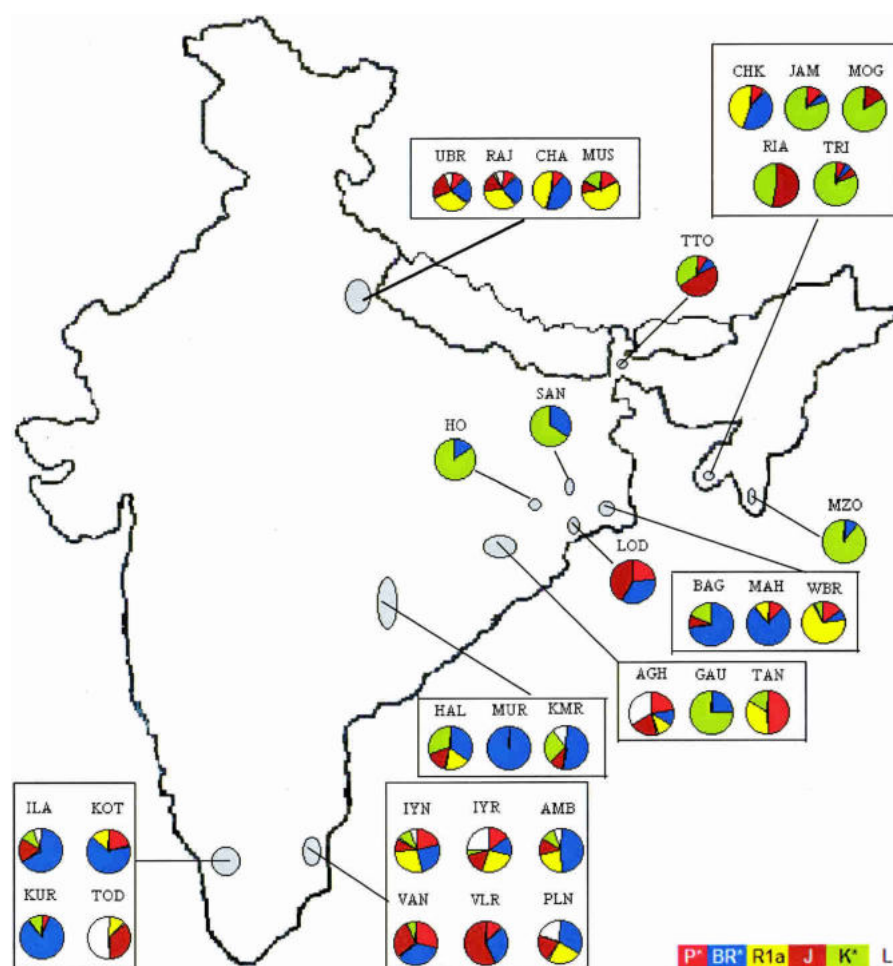 CHK JAM MOG
RIA TRI
UBR RAJ CHA MUS
TTO
SAN
HO
MZO
LOD
BAG MAH WBR
AGH GAU TAN
HAL MUR KMR
ILA KOT
KUR TOD
IYN IYR AMB
VAN VLR PLN
P* BR* R1a J K* L